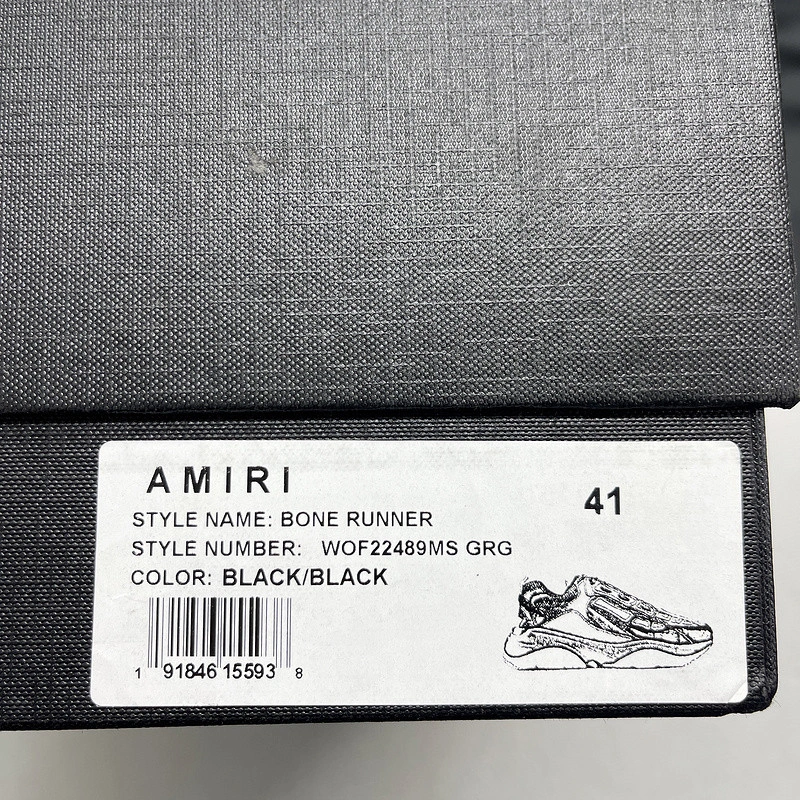 AMIRI
41
STYLE NAME: BONE RUNNER
STYLE NUMBER: WOF22489MS GRG
COLOR: BLACK/BLACK
1 91846 15593 8